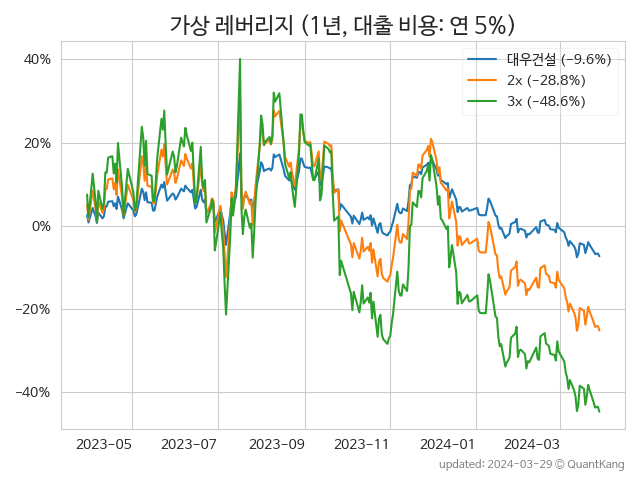 가상 레버리지 (1년, 대출 비용: 연 5%)
40%
20%
0%
−20%
−40%
대우건설 (−9.6%)
2x (−28.8%)
3x (−48.6%)
2023-05 2023-07 2023-09 2023-11 2024-01 2024-03
updated: 2024-03-29 © QuantKang